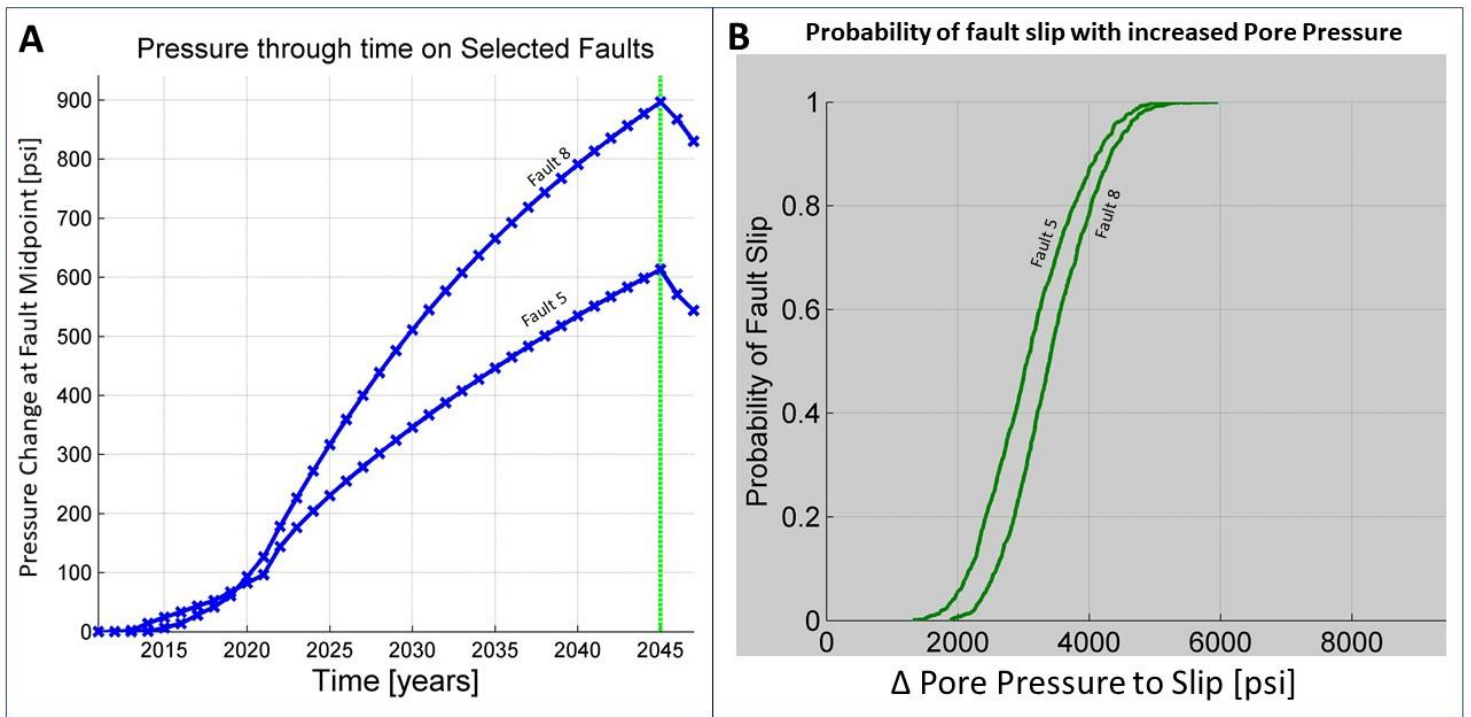 A
Pressure through time on Selected Faults
Pressure Change at Fault Midpoint [psi]
900
800
700
600
500
400
300
200
100
0
Fault 8
Fault 5
2015 2020 2025 2030 2035 2040 2045
Time [years]
B
Probability of fault slip with increased Pore Pressure
Probability of Fault Slip
1
0.8
0.6
0.4
0.2
0
Fault 5
Fault 8
0 2000 4000 6000 8000
Δ Pore Pressure to Slip [psi]